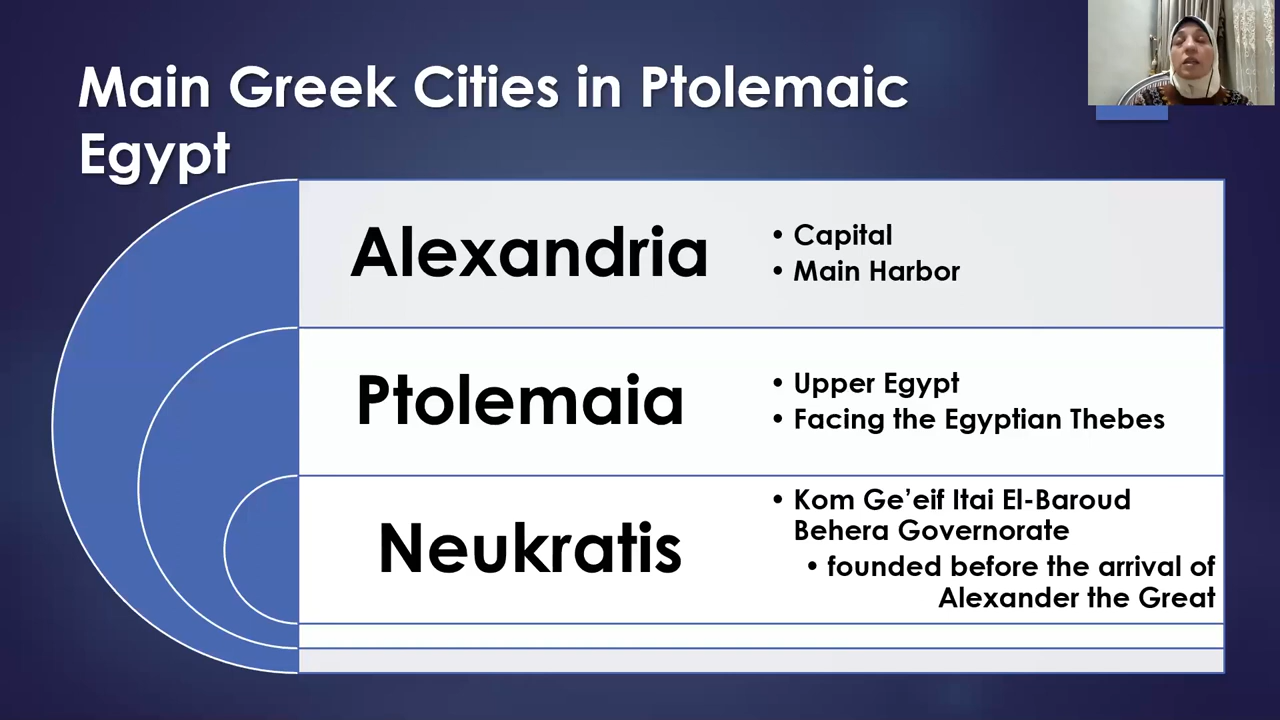 Main Greek Cities in Ptolemaic
Egypt
Alexandria
• Capital
• Main Harbor
Ptolemaia
• Upper Egypt
• Facing the Egyptian Thebes
Neukratis
• Kom Ge’eif Itai El-Baroud
Behera Governorate
• founded before the arrival of
Alexander the Great